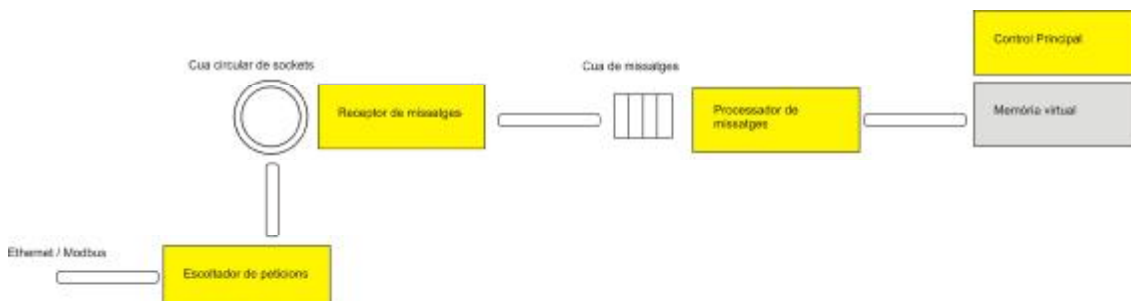 Control Principal
Cua circular de sockets
Cua de missatges
Receptor de missatges
Processador de
missatges
Memória virtual
Ethernet / Modbus
Escoltador de peticions